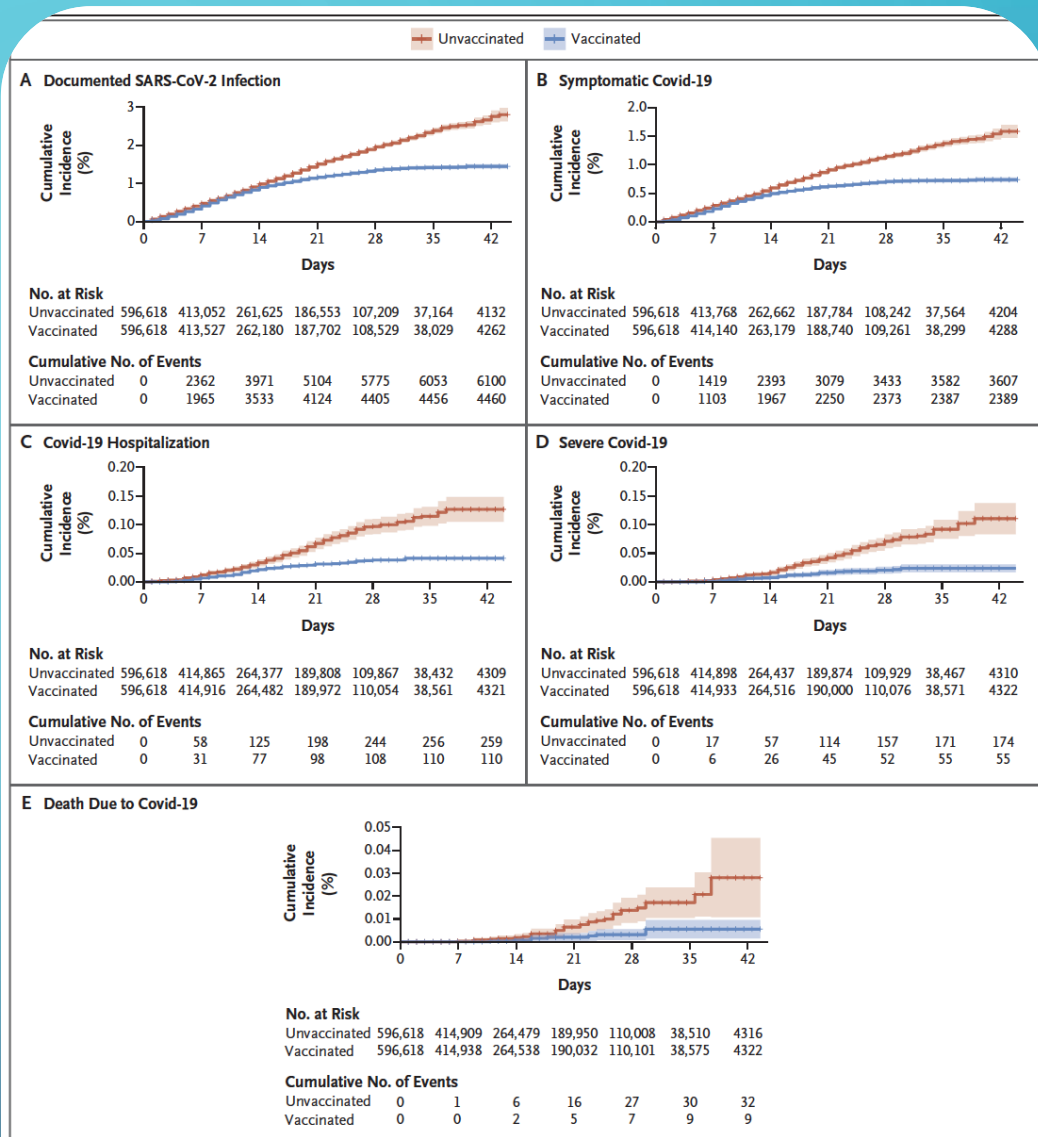 Unvaccinated Vaccinated
A Documented SARS-CoV-2 Infection
Cumulative
Incidence
(%)
3
2
1
0
0 7 14 21 28 35 42
Days
No. at Risk
Unvaccinated 596,618 413,052 261,625 186,553 107,209 37,164 4132
Vaccinated 596,618 413,527 262,180 187,702 108,529 38,029 4262
Cumulative No. of Events
Unvaccinated 0 2362 3971 5104 5775 6053 6100
Vaccinated 0 1965 3533 4124 4405 4456 4460
B Symptomatic Covid-19
Cumulative
Incidence
(%)
2.0
1.5
1.0
0.5
0.0
0 7 14 21 28 35 42
Days
No. at Risk
Unvaccinated 596,618 413,768 262,662 187,784 108,242 37,564 4204
Vaccinated 596,618 414,140 263,179 188,740 109,261 38,299 4288
Cumulative No. of Events
Unvaccinated 0 1419 2393 3079 3433 3582 3607
Vaccinated 0 1103 1967 2250 2373 2387 2389
C Covid-19 Hospitalization
Cumulative
Incidence
(%)
0.20
0.15
0.10
0.05
0.00
0 7 14 21 28 35 42
Days
No. at Risk
Unvaccinated 596,618 414,865 264,377 189,808 109,867 38,432 4309
Vaccinated 596,618 414,916 264,482 189,972 110,054 38,561 4321
Cumulative No. of Events
Unvaccinated 0 58 125 198 244 256 259
Vaccinated 0 31 77 98 108 110 110
D Severe Covid-19
Cumulative
Incidence
(%)
0.20
0.15
0.10
0.05
0.00
0 7 14 21 28 35 42
Days
No. at Risk
Unvaccinated 596,618 414,898 264,437 189,874 109,929 38,467 4310
Vaccinated 596,618 414,933 264,516 190,000 110,076 38,571 4322
Cumulative No. of Events
Unvaccinated 0 17 57 114 157 171 174
Vaccinated 0 6 26 45 52 55 55
E Death Due to Covid-19
Cumulative
Incidence
(%)
0.05
0.04
0.03
0.02
0.01
0.00
0 7 14 21 28 35 42
Days
No. at Risk
Unvaccinated 596,618 414,909 264,479 189,950 110,008 38,510 4316
Vaccinated 596,618 414,938 264,538 190,032 110,101 38,575 4322
Cumulative No. of Events
Unvaccinated 0 1 6 16 27 30 32
Vaccinated 0 0 2 5 7 9 9